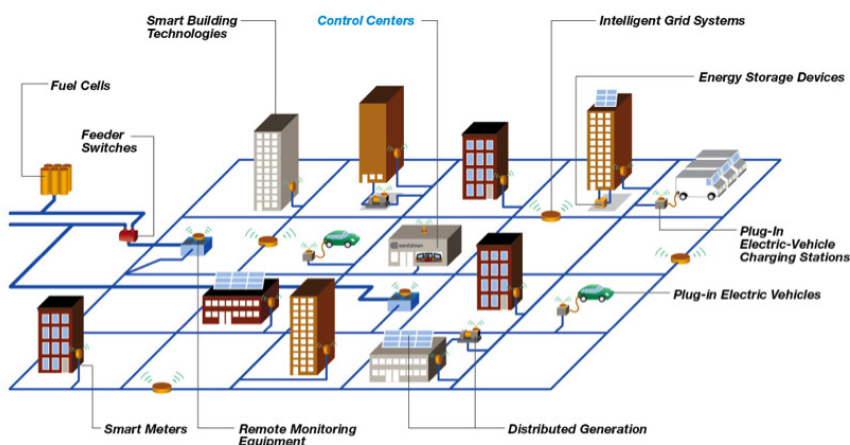 Smart Building
Technologies
Control Centers
Intelligent Grid Systems
Energy Storage Devices
Fuel Cells
Feeder
Switches
Plug-In
Electric-Vehicle
Charging Stations
Plug-in Electric Vehicles
Smart Meters
Remote Monitoring
Equipment
Distributed Generation